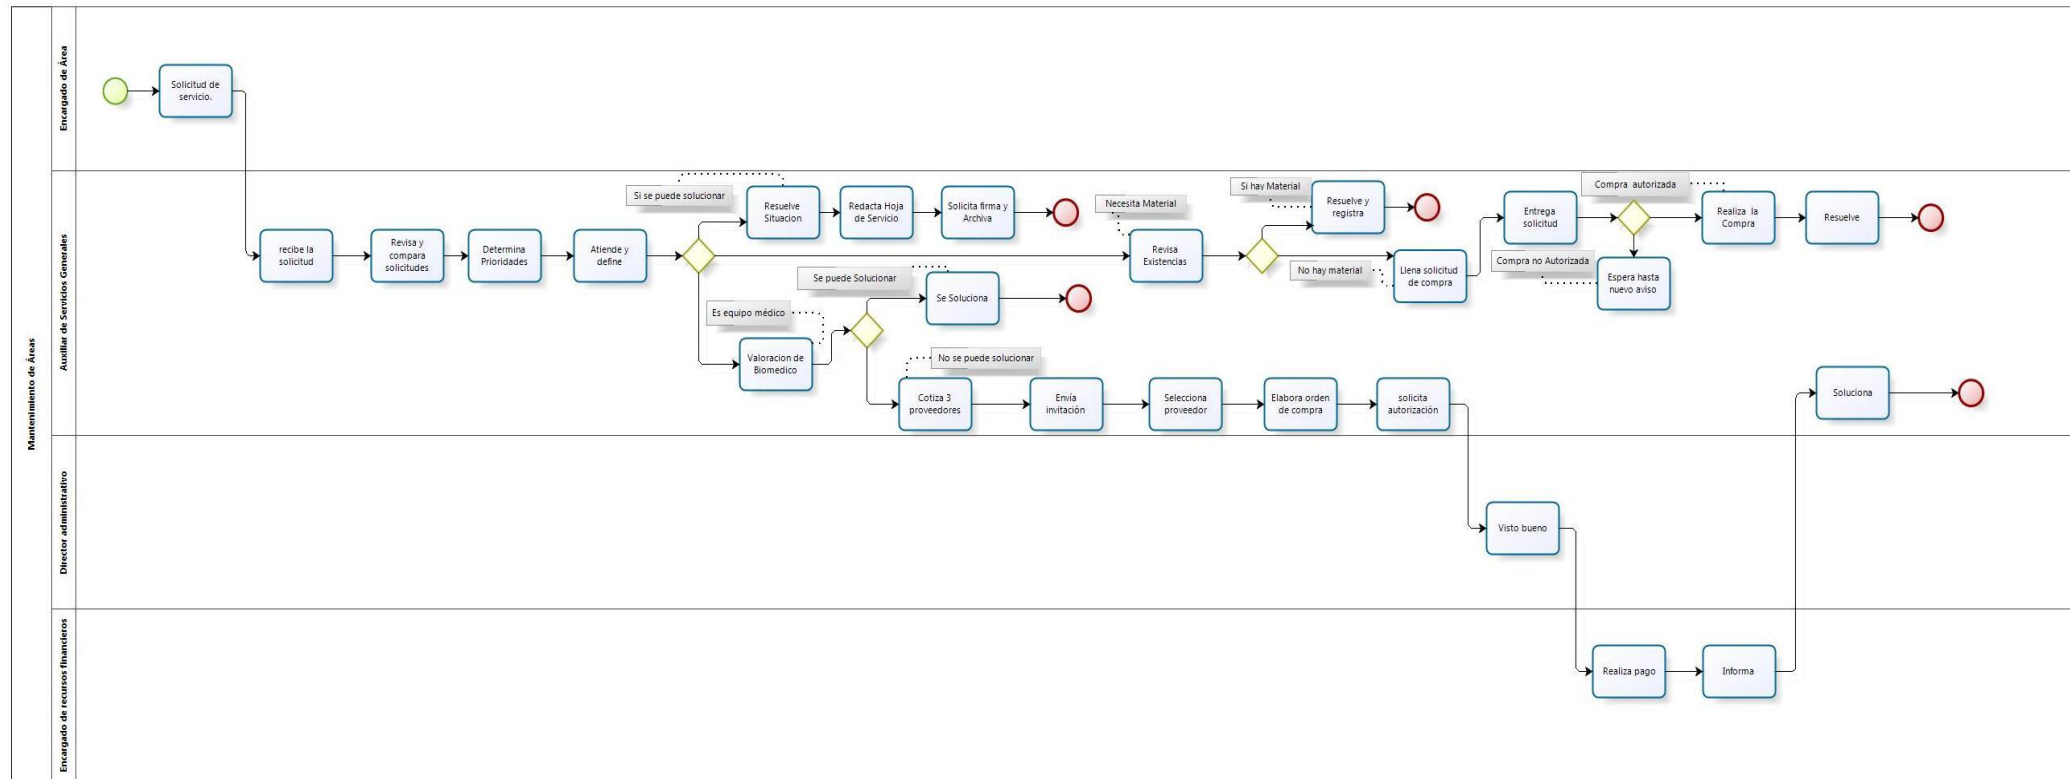 Mantenimiento de Áreas
Encargado de Área
Solicitud de
servicio.
Auxiliar de Servicios Generales
recibe la
solicitud
Revisa y
compara
solicitudes
Determina
Prioridades
Atiende y
define
Si se puede solucionar
Resuelve
Situacion
Redacta Hoja
de Servicio
Solicita firma y
Archiva
Necesita Material
Revisa
Existencias
Si hay Material
Resuelve y
registra
No hay material
Llena solicitud
de compra
Entrega
solicitud
Compra autorizada
Realiza la
Compra
Resuelve
Compra no Autorizada
Espera hasta
nuevo aviso
Es equipo médico
Valoracion de
Biomedico
Se puede Solucionar
Se Soluciona
No se puede solucionar
Cotiza 3
proveedores
Envía
invitación
Selecciona
proveedor
Elabora orden
de compra
solicita
autorización
Soluciona
Director administrativo
Visto bueno
Encargado de recursos financieros
Realiza pago
Informa